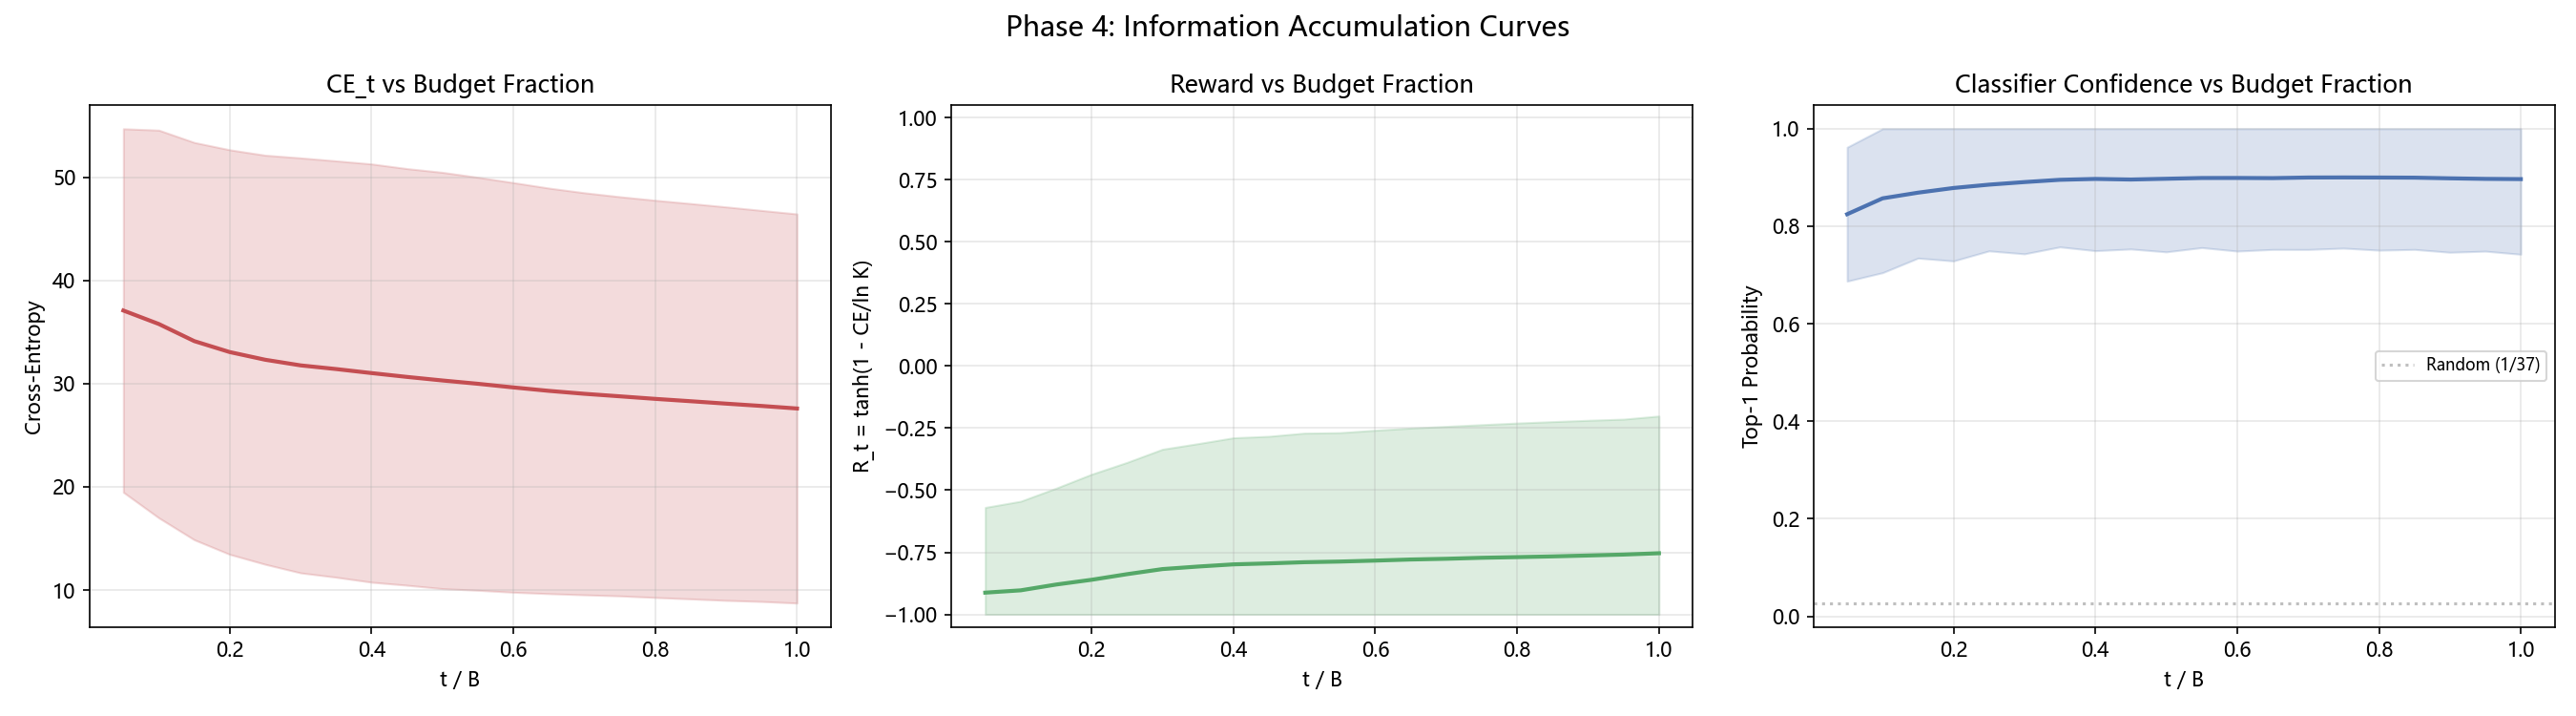 Phase 4: Information Accumulation Curves
CE_t vs Budget Fraction
Cross-Entropy
50
40
30
20
10
0.2 0.4 0.6 0.8 1.0
t / B
Reward vs Budget Fraction
R_t = tanh(1 - CE/ln K)
1.00
0.75
0.50
0.25
0.00
−0.25
−0.50
−0.75
−1.00
0.2 0.4 0.6 0.8 1.0
t / B
Classifier Confidence vs Budget Fraction
Top-1 Probability
1.0
0.8
0.6
0.4
0.2
0.0
Random (1/37)
0.2 0.4 0.6 0.8 1.0
t / B